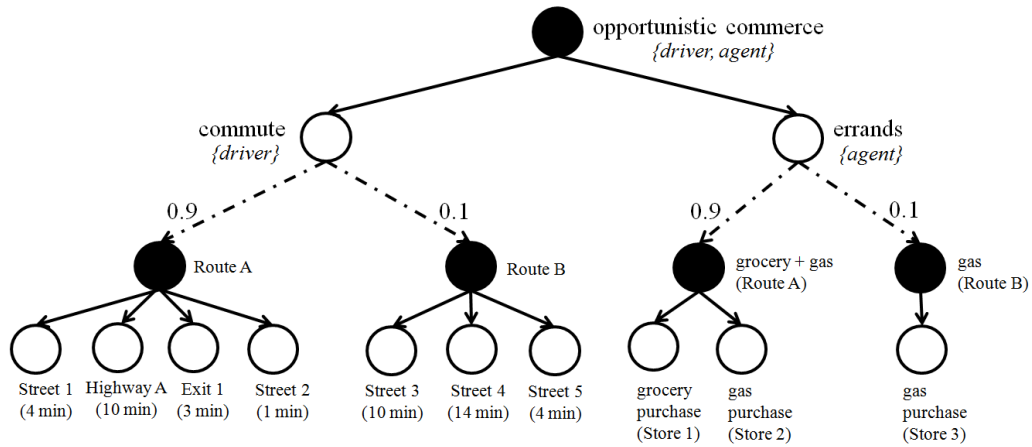 opportunistic commerce
{driver, agent}
commute
{driver}
errands
{agent}
0.9
0.1
0.9
0.1
Route A
Route B
grocery + gas
(Route A)
gas
(Route B)
Street 1
(4 min)
Highway A
(10 min)
Exit 1
(3 min)
Street 2
(1 min)
Street 3
(10 min)
Street 4
(14 min)
Street 5
(4 min)
grocery
purchase
(Store 1)
gas
purchase
(Store 2)
gas
purchase
(Store 3)